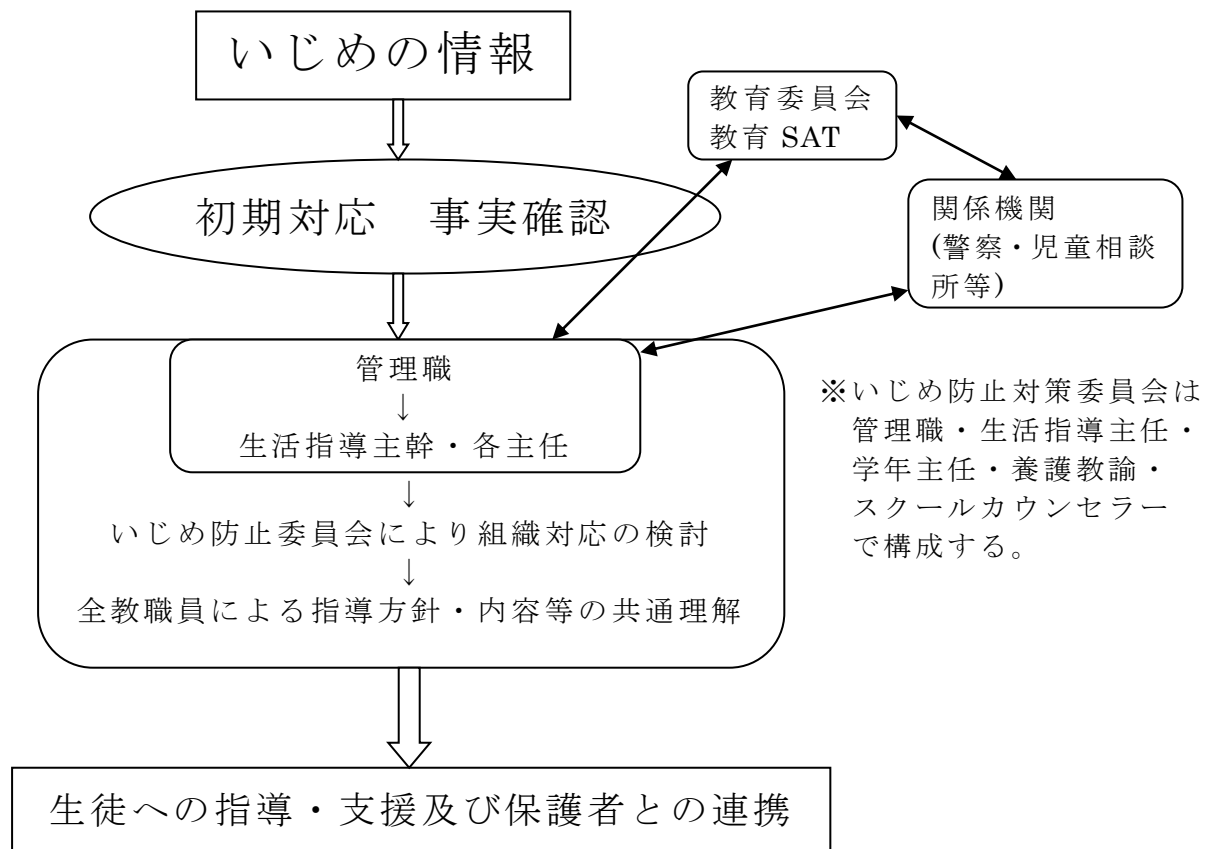 いじめの情報
教育委員会
教育 SAT
初期対応　事実確認
関係機関
(警察・児童相談
所等)
管理職
↓
生活指導主幹・各主任
↓
いじめ防止委員会により組織対応の検討
↓
全教職員による指導方針・内容等の共通理解
※いじめ防止対策委員会は
管理職・生活指導主任・
学年主任・養護教諭・
スクールカウンセラー
で構成する。
生徒への指導・支援及び保護者との連携